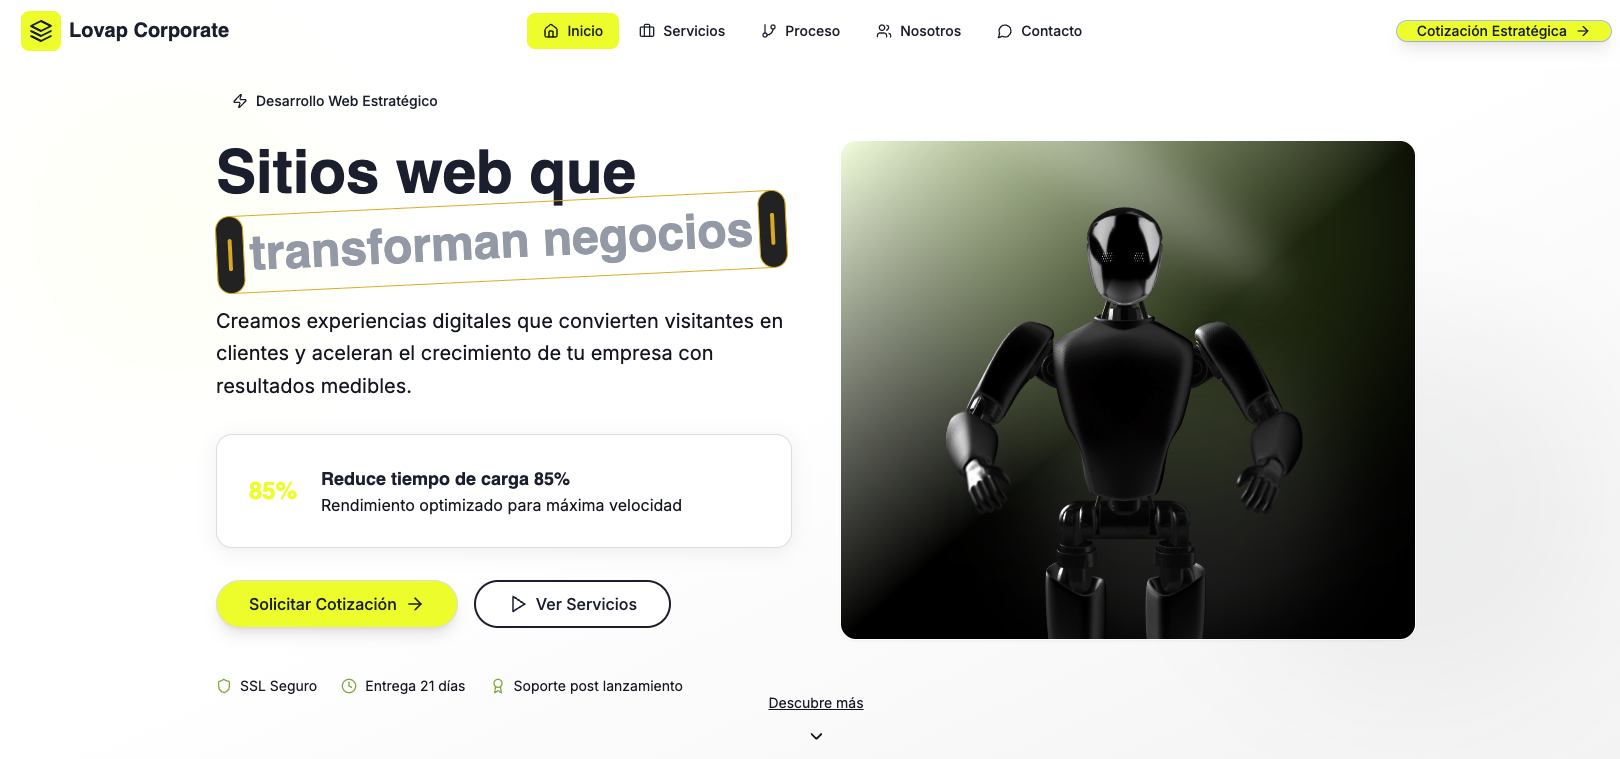 Lovap Corporate
Inicio
Servicios
Proceso
Nosotros
Contacto
Cotización Estratégica
Desarrollo Web Estratégico
Sitios web que
transforman negocios
Creamos experiencias digitales que convierten visitantes en
clientes y aceleran el crecimiento de tu empresa con
resultados medibles.
85%
Reduce tiempo de carga 85%
Rendimiento optimizado para máxima velocidad
Solicitar Cotización
Ver Servicios
SSL Seguro
Entrega 21 días
Soporte post lanzamiento
Descubre más